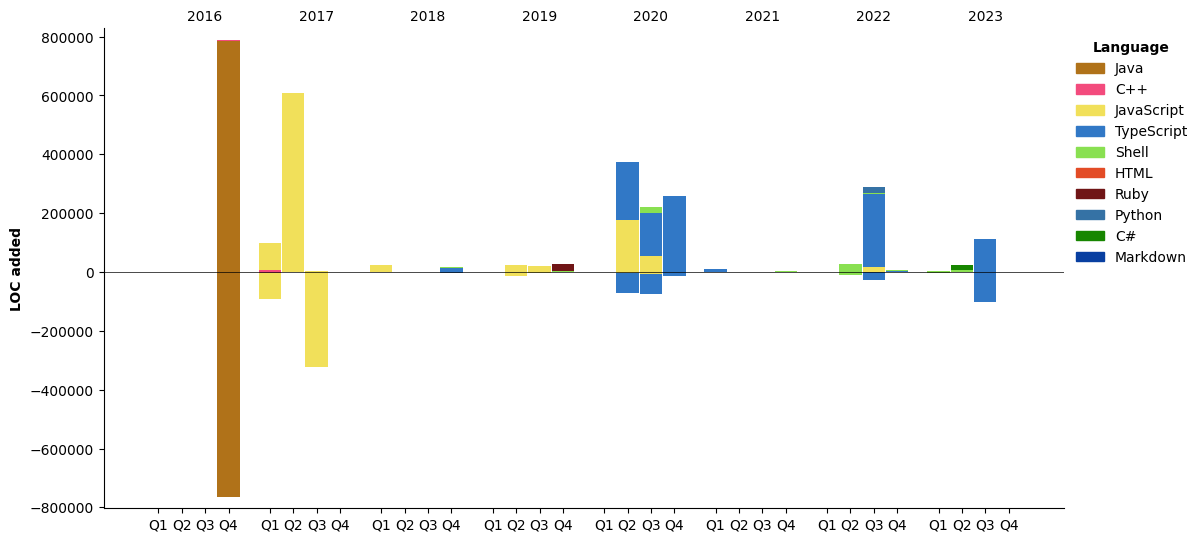 2016 2017 2018 2019 2020 2021 2022 2023
800000
600000
400000
200000
0
−200000
−400000
−600000
−800000
LOC added
Q1 Q2 Q3 Q4 Q1 Q2 Q3 Q4 Q1 Q2 Q3 Q4 Q1 Q2 Q3 Q4 Q1 Q2 Q3 Q4 Q1 Q2 Q3 Q4 Q1 Q2 Q3 Q4 Q1 Q2 Q3 Q4
Language
Java
C++
JavaScript
TypeScript
Shell
HTML
Ruby
Python
C#
Markdown